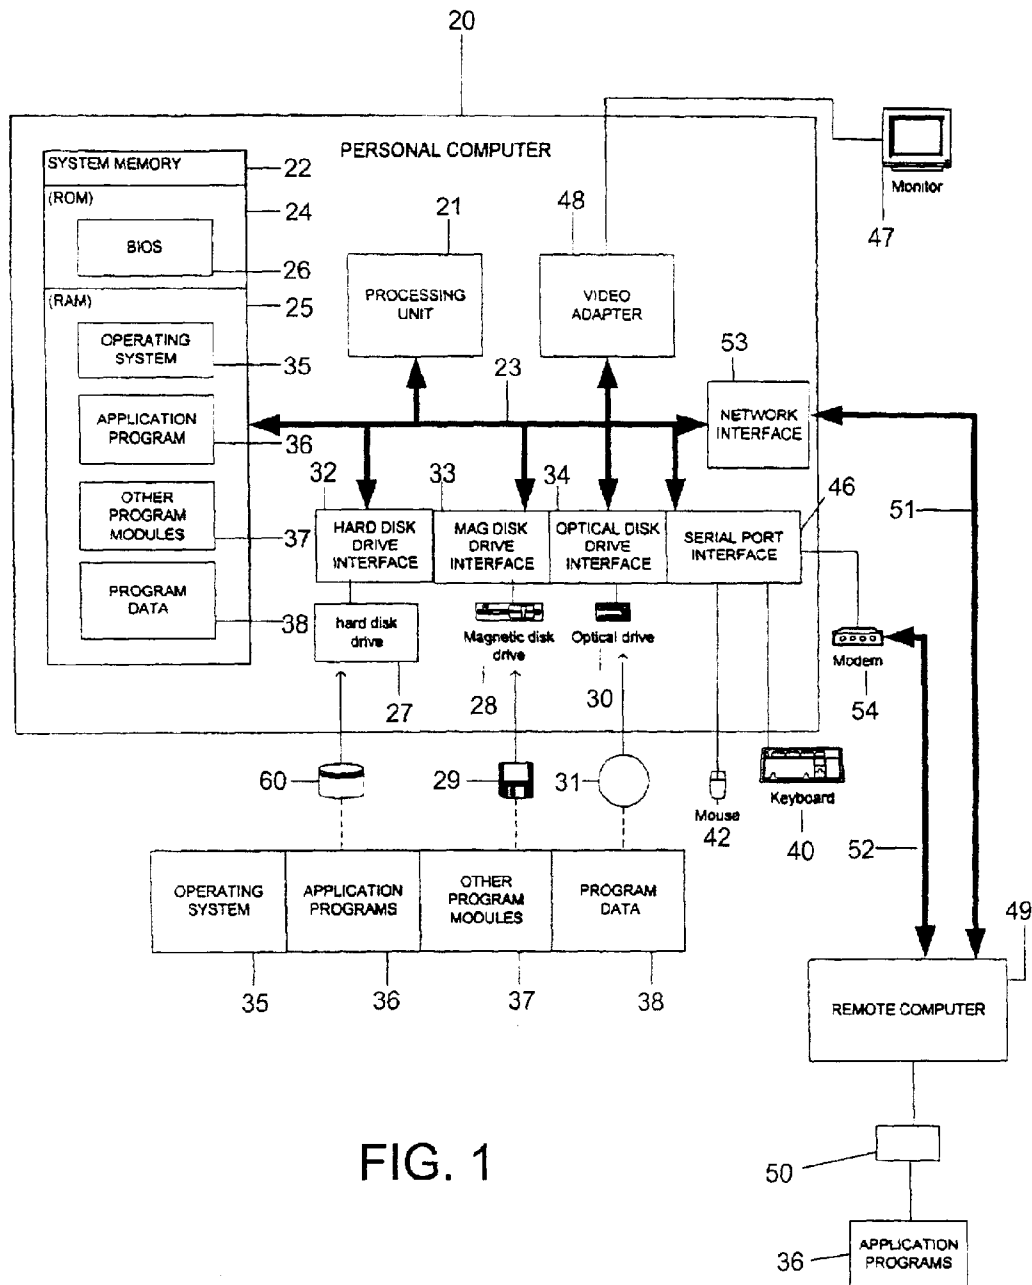 20
PERSONAL COMPUTER
SYSTEM MEMORY
22
(ROM)
24
BIOS
26
(RAM)
25
OPERATING
SYSTEM
35
APPLICATION
PROGRAM
36
OTHER
PROGRAM
MODULES
37
PROGRAM
DATA
38
21
PROCESSING
UNIT
48
VIDEO
ADAPTER
Monitor
47
23
53
NETWORK
INTERFACE
32
HARD DISK
DRIVE
INTERFACE
33
MAG DISK
DRIVE
INTERFACE
34
OPTICAL DISK
DRIVE
INTERFACE
46
SERIAL PORT
INTERFACE
51
hard disk
drive
27
Magnetic disk
drive
28
Optical drive
30
Modem
54
60
29
31
Mouse
42
Keyboard
40
52
OPERATING
SYSTEM
APPLICATION
PROGRAMS
OTHER
PROGRAM
MODULES
PROGRAM
DATA
35
36
37
38
49
REMOTE COMPUTER
50
36
APPLICATION
PROGRAMS
FIG. 1